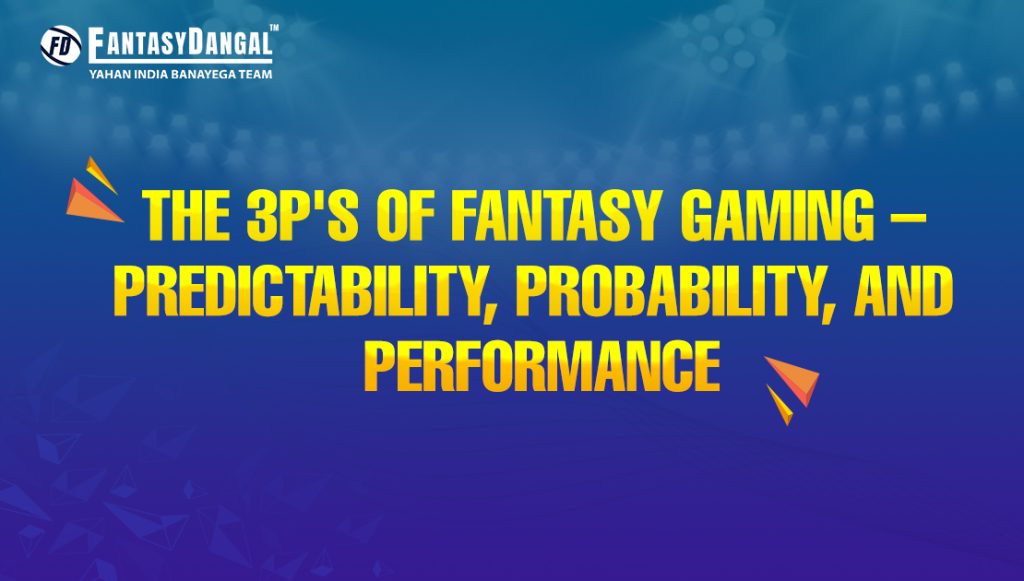 FD FANTASYDANGAL™
YAHAN INDIA BANAYEGA TEAM
THE 3P'S OF FANTASY GAMING –
PREDICTABILITY, PROBABILITY, AND
PERFORMANCE